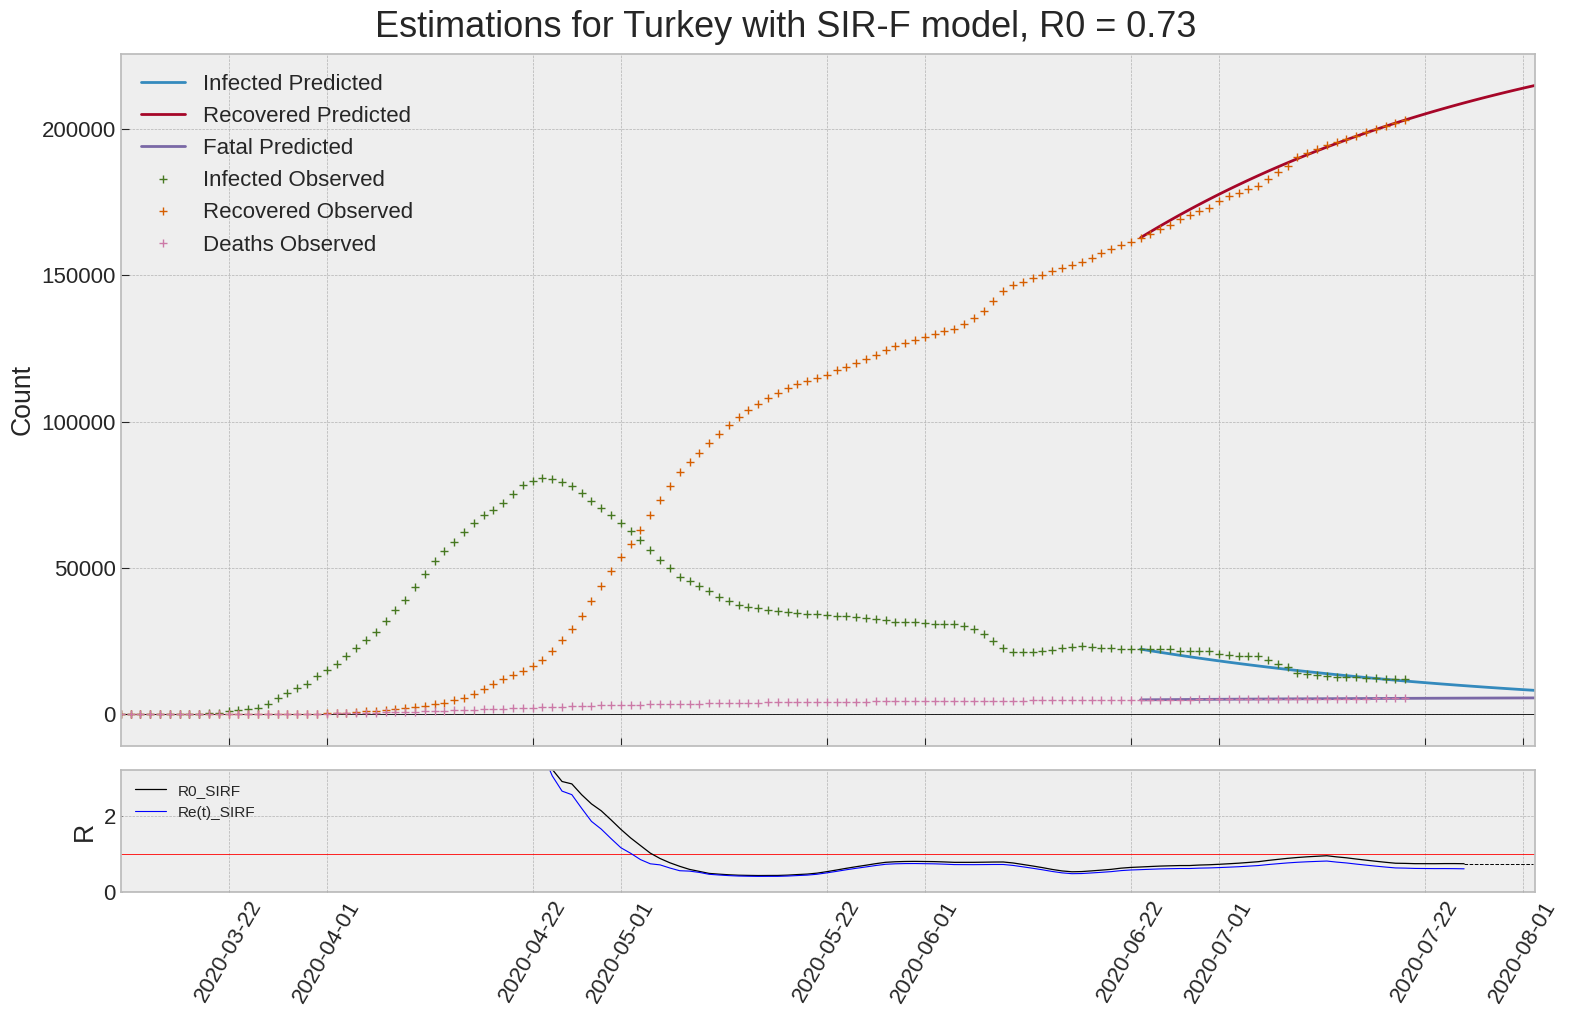 Estimations for Turkey with SIR-F model, R0 = 0.73
Infected Predicted
Recovered Predicted
Fatal Predicted
Infected Observed
Recovered Observed
Deaths Observed
200000
150000
100000
50000
0
Count
R0_SIRF
Re(t)_SIRF
2
0
R
2020-03-22
2020-04-01
2020-04-22
2020-05-01
2020-05-22
2020-06-01
2020-06-22
2020-07-01
2020-07-22
2020-08-01